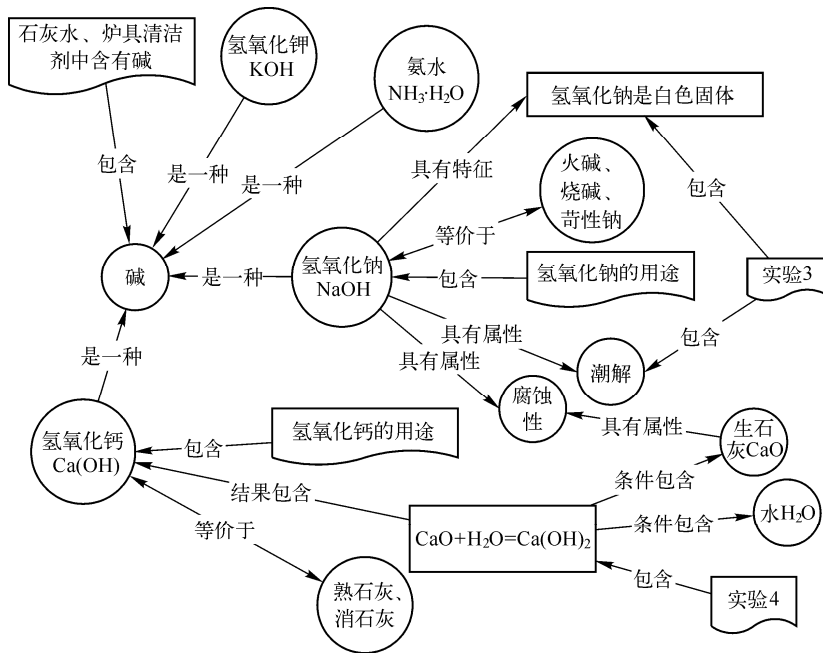 石灰水、炉具清洁
剂中含有碱
氢氧化钾
KOH
氨水
NH₃·H₂O
氢氧化钠是白色固体
包含
是一种
是一种
具有特征
火碱、
烧碱、
苛性钠
包含
等价于
碱
是一种
氢氧化钠
NaOH
包含
氢氧化钠的用途
实验3
具有属性
具有属性
包含
是一种
潮解
腐蚀
性
氢氧化钙
Ca(OH)
包含
氢氧化钙的用途
具有属性
生石
灰CaO
结果包含
条件包含
等价于
CaO+H₂O=Ca(OH)₂
条件包含
水H₂O
包含
熟石灰、
消石灰
实验4